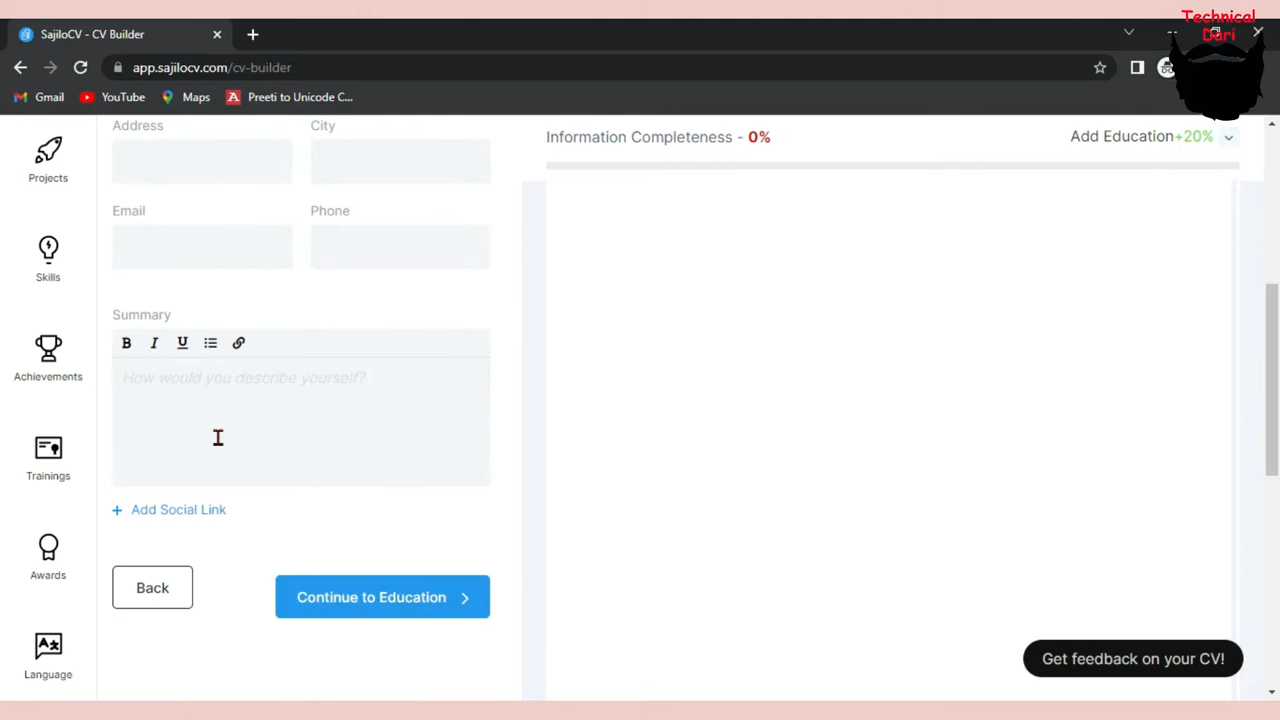 Technical
Dari
SajiloCV - CV Builder
app.sajilocv.com/cv-builder
Gmail
YouTube
Maps
Preeti to Unicode C...
Projects
Skills
Achievements
Trainings
Awards
Language
Address
City
Email
Phone
Summary
B I U
How would you describe yourself?
+ Add Social Link
Back
Continue to Education
Information Completeness - 0%
Add Education+20%
Get feedback on your CV!